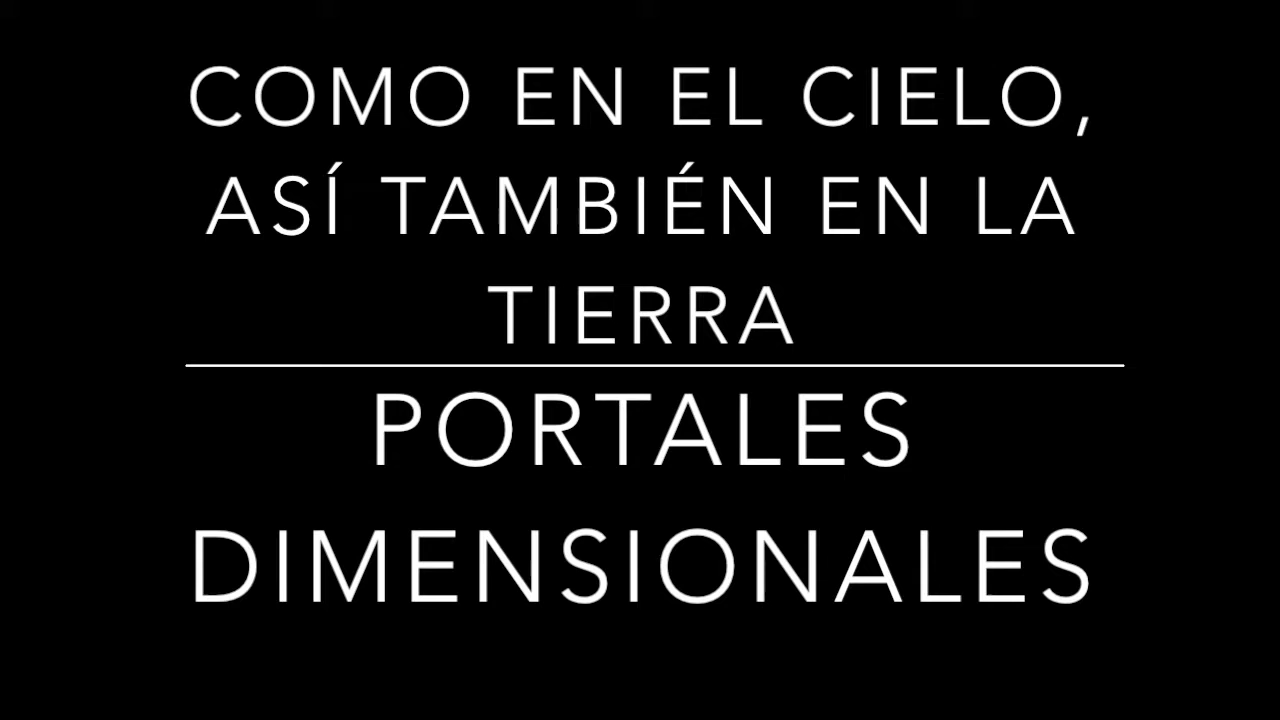 COMO EN EL CIELO,
ASÍ TAMBIÉN EN LA
TIERRA
PORTALES
DIMENSIONALES